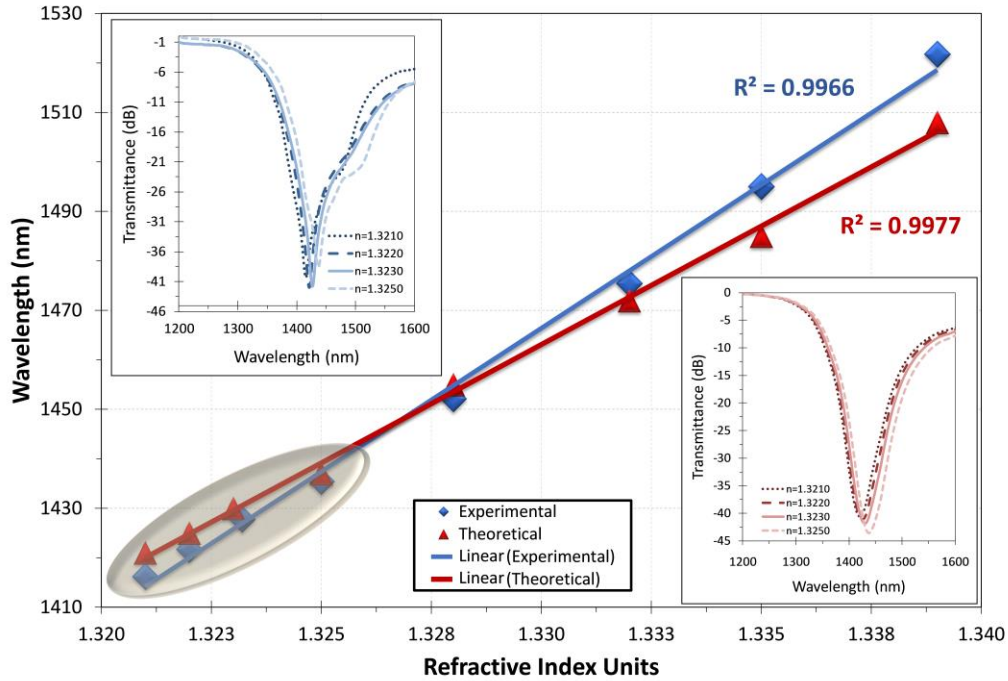 1530
1510
1490
1470
1450
1430
1410
Wavelength (nm)
1.320
1.323
1.325
1.328
1.330
1.333
1.335
1.338
1.340
Refractive Index Units
R² = 0.9966
R² = 0.9977
-1
-6
-11
-16
-21
-26
-31
-36
-41
-46
Transmittance (dB)
n=1.3210
n=1.3220
n=1.3230
n=1.3250
1200
1300
1400
1500
1600
Wavelength (nm)
Experimental
Theoretical
Linear (Experimental)
Linear (Theoretical)
0
-5
-10
-15
-20
-25
-30
-35
-40
-45
Transmittance (dB)
n=1.3210
n=1.3220
n=1.3230
n=1.3250
1200
1300
1400
1500
1600
Wavelength (nm)